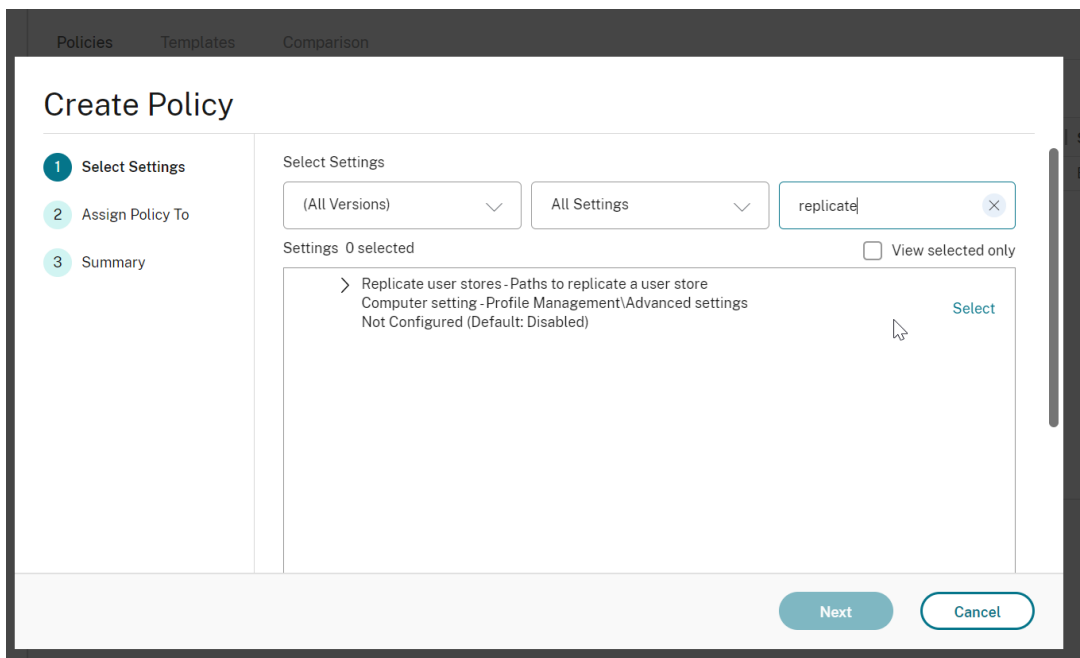 Policies Templates Comparison
Create Policy
1 Select Settings
2 Assign Policy To
3 Summary
Select Settings
(All Versions) All Settings replicate
Settings 0 selected View selected only
Replicate user stores - Paths to replicate a user store
Computer setting - Profile Management\Advanced settings
Not Configured (Default: Disabled)
Select
Next Cancel